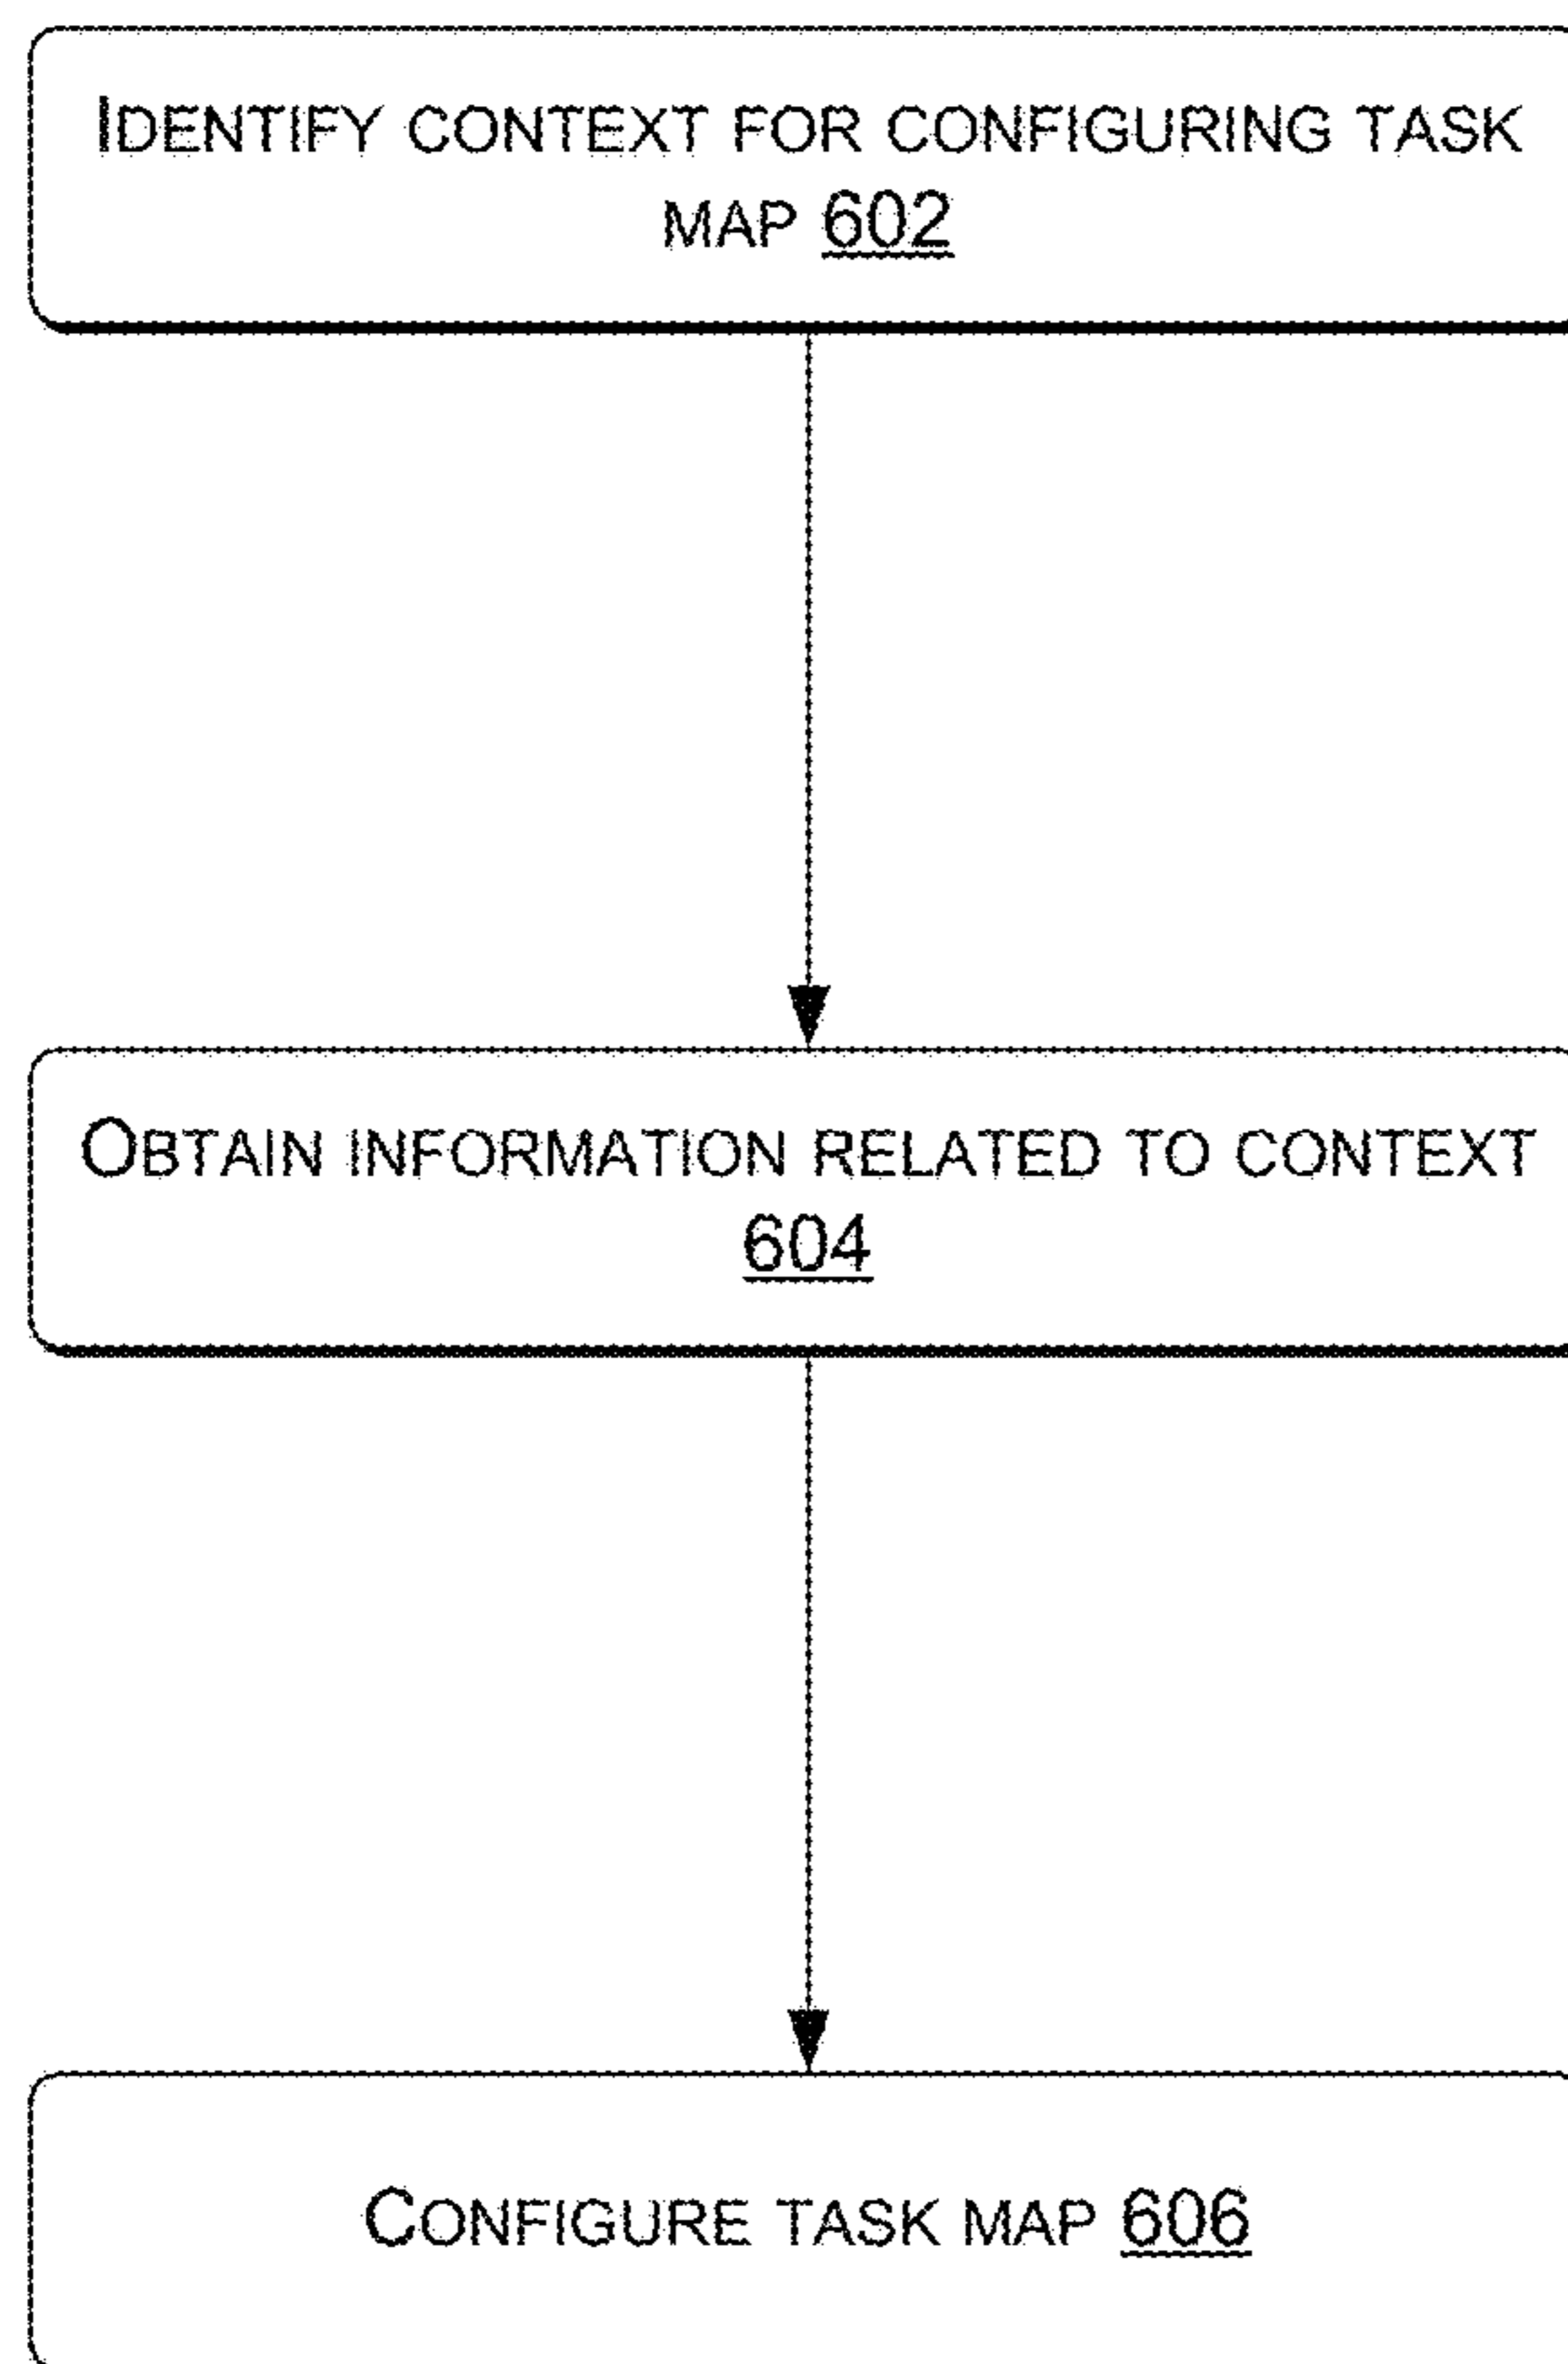 IDENTIFY CONTEXT FOR CONFIGURING TASK
MAP 602
OBTAIN INFORMATION RELATED TO CONTEXT
604
CONFIGURE TASK MAP 606